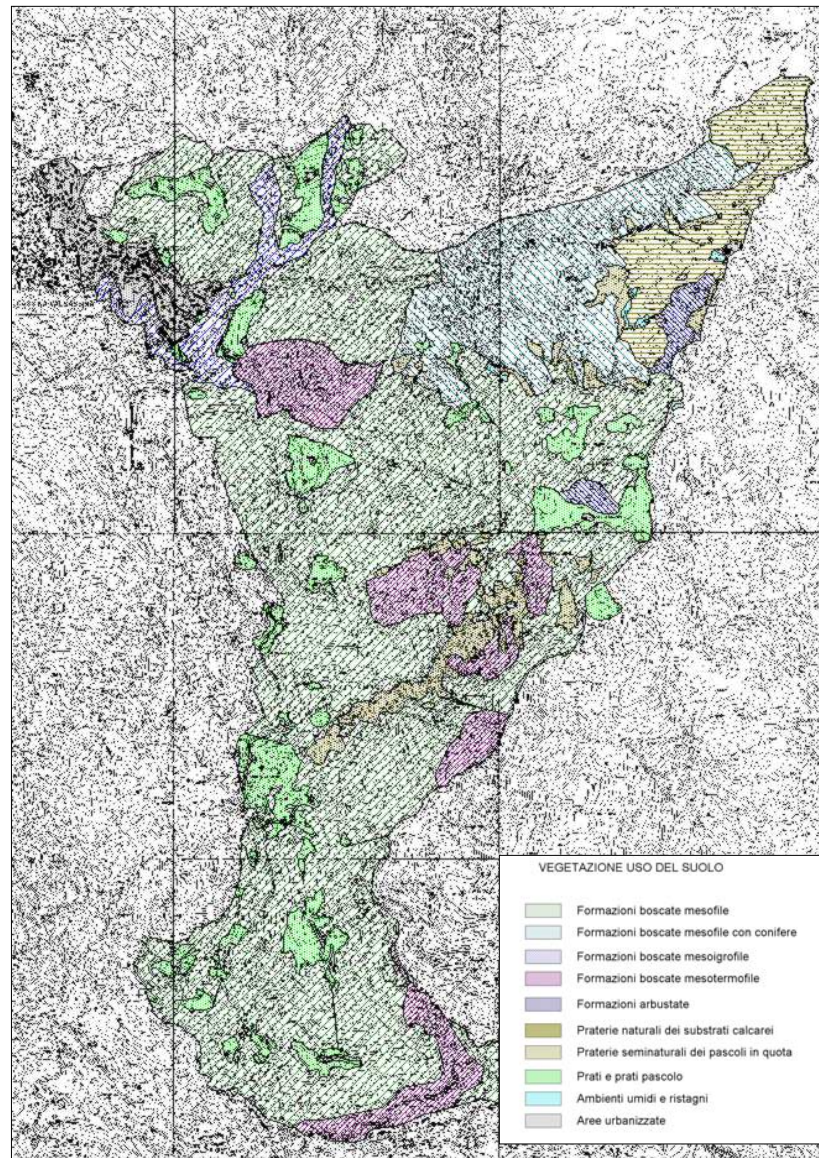 VEGETAZIONE USO DEL SUOLO
Formazioni boscate mesofile
Formazioni boscate mesofile con conifere
Formazioni boscate mesoigrofile
Formazioni boscate mesotermofile
Formazioni arbustate
Praterie naturali dei substrati calcarei
Praterie seminaturali dei pascoli in quota
Prati e prati pascolo
Ambienti umidi e ristagni
Aree urbanizzate